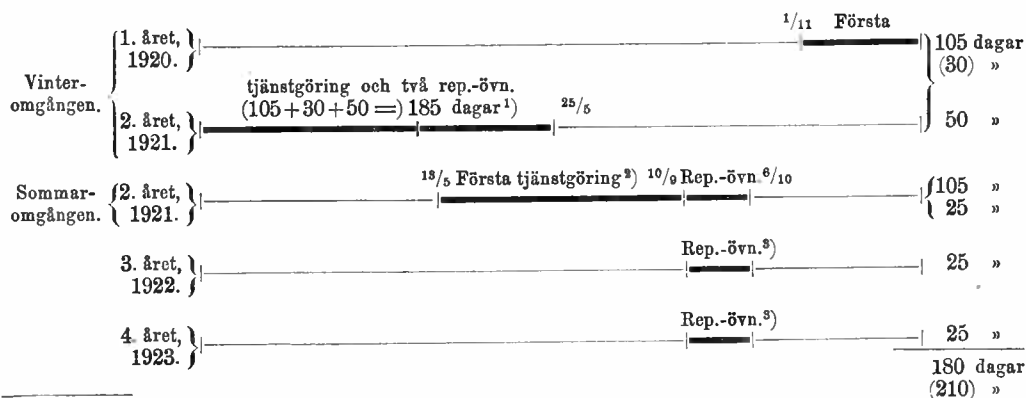 1/11 Första
1. året, 1920. 105 dagar
(30) »
Vinter-omgången.
tjänstgöring och två rep.-övn.
(105+30+50=) 185 dagar¹) 25/5
2. året, 1921. 50 »
13/5 Första tjänstgöring²) 10/9 Rep.-övn. 6/10
Sommar-omgången. 2. året, 1921. 105 »
25 »
Rep.-övn.³)
3. året, 1922. 25 »
Rep.-övn.³)
4. året, 1923. 25 »
180 dagar
(210) »